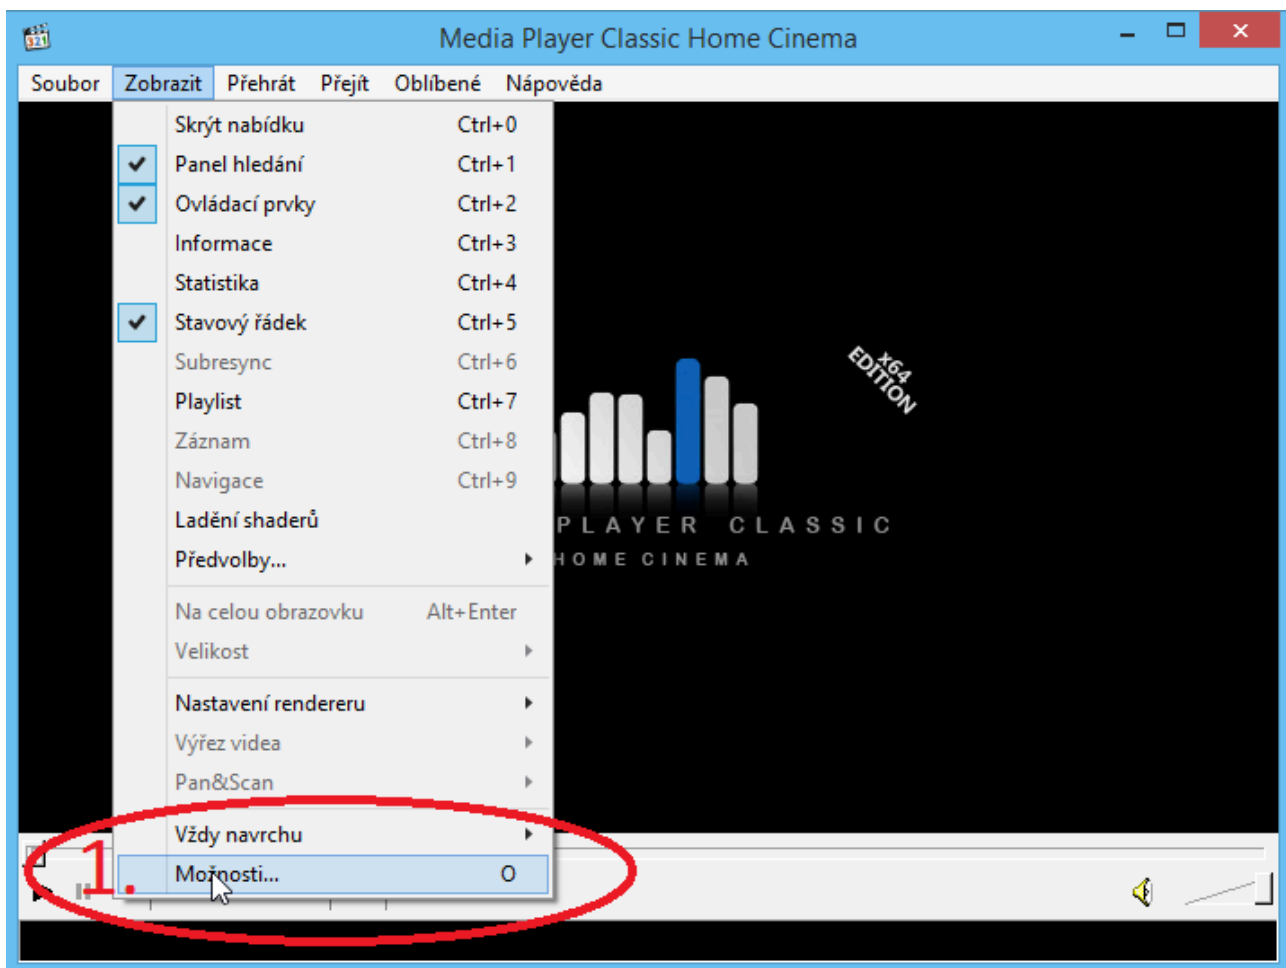 Media Player Classic Home Cinema
Soubor Zobrazit Přehrát Přejít Oblíbené Nápověda
Skrýt nabídku Ctrl+0
Panel hledání Ctrl+1
Ovládací prvky Ctrl+2
Informace Ctrl+3
Statistika Ctrl+4
Stavový řádek Ctrl+5
Subresync Ctrl+6
Playlist Ctrl+7
Záznam Ctrl+8
Navigace Ctrl+9
Ladění shaderů
Předvolby...
Na celou obrazovku Alt+Enter
Velikost
Nastavení rendereru
Výřez videa
Pan&Scan
Vždy navrchu
Možnosti... O
1.
x64
EDITION
PLAYER CLASSIC
HOME CINEMA
321